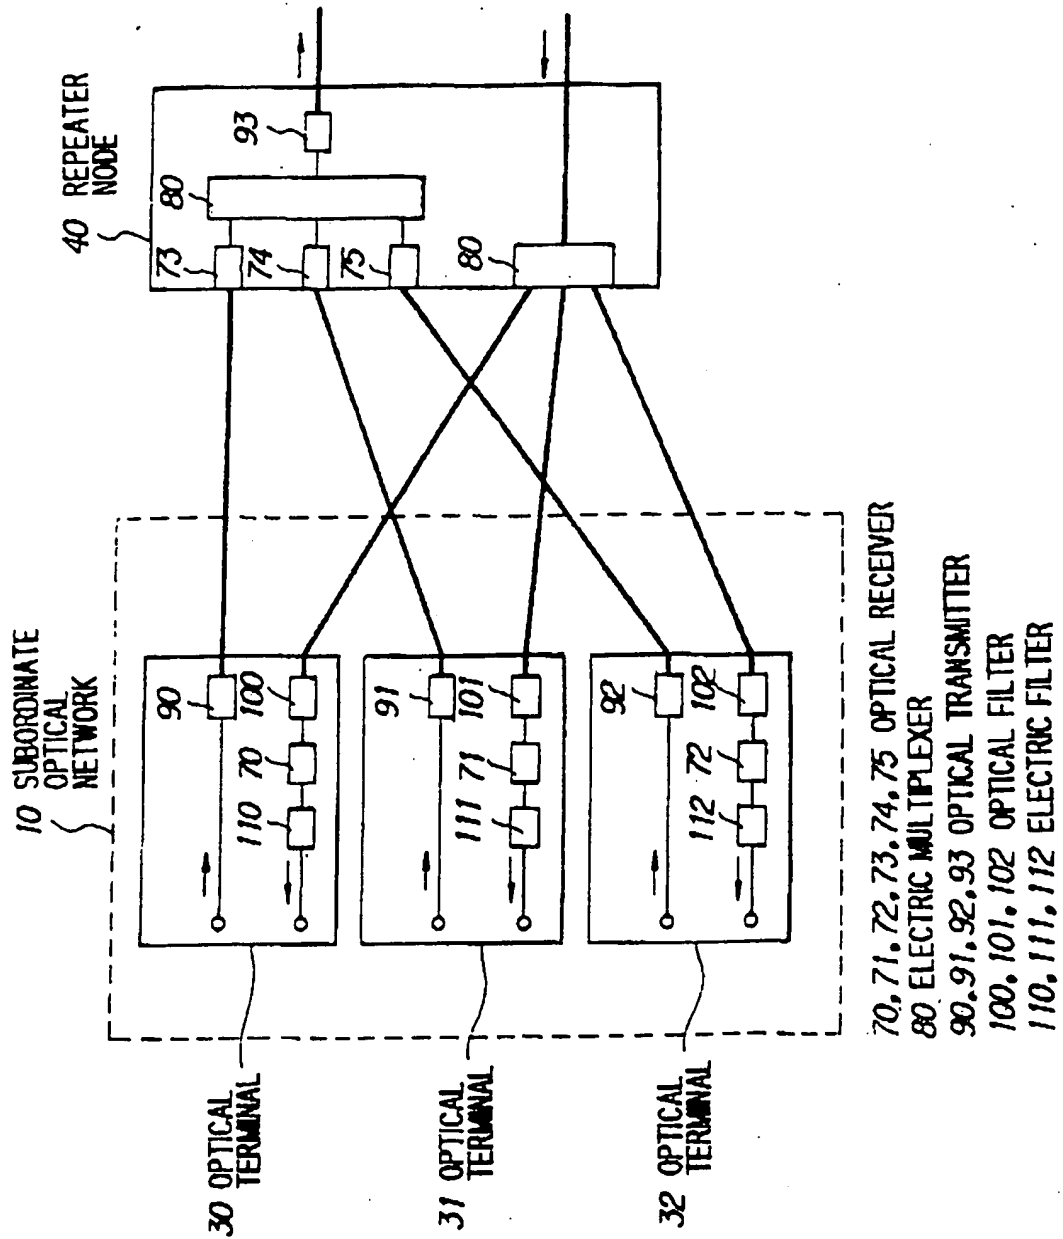 10 SUBORDINATE
OPTICAL
NETWORK
40 REPEATER
NODE
90
100
70
110
91
101
71
111
92
102
72
112
73
74
75
80
93
80
30 OPTICAL
TERMINAL
31 OPTICAL
TERMINAL
32 OPTICAL
TERMINAL
70, 71, 72, 73, 74, 75 OPTICAL RECEIVER
80 ELECTRIC MULTIPLEXER
90, 91, 92, 93 OPTICAL TRANSMITTER
100, 101, 102 OPTICAL FILTER
110, 111, 112 ELECTRIC FILTER